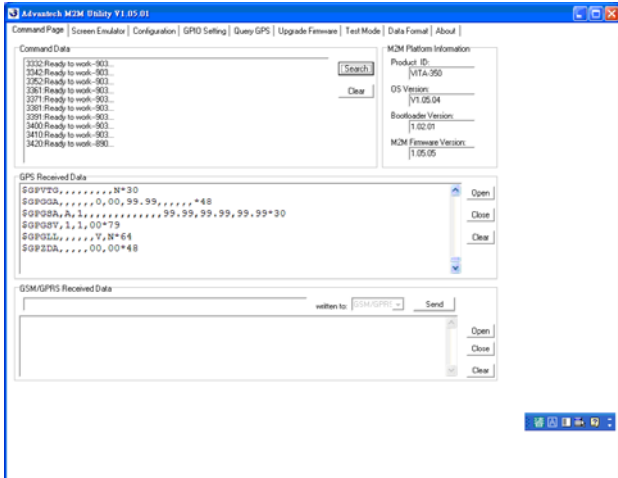 Advantech M2M Utility V1.05.01
Command Page Screen Emulator Configuration GPIO Setting Query GPS Upgrade Firmware Test Mode Data Format About
Command Data
3332:Ready to work--903...
3342:Ready to work--903...
3352:Ready to work--903...
3361:Ready to work--903...
3371:Ready to work--903...
3381:Ready to work--903...
3391:Ready to work--903...
3400:Ready to work--903...
3410:Ready to work--903...
3420:Ready to work--890...
Search
Clear
M2M Platform Information
Product ID:
VITA-350
OS Version:
V1.05.04
Bootloader Version:
1.02.01
M2M Firmware Version:
1.05.05
GPS Received Data
$GPVTG,,,,,,,,,N*30
$GPGGA,,,,,,0,00,99.99,,,,,,*48
$GPGSA,A,1,,,,,,,,,,,,,99.99,99.99,99.99*30
$GPGSV,1,1,00*79
$GPGLL,,,,,,V,N*64
$GPZDA,,,,,00,00*48
Open
Close
Clear
GSM/GPRS Received Data
written to: GSM/GPRS Send
Open
Close
Clear